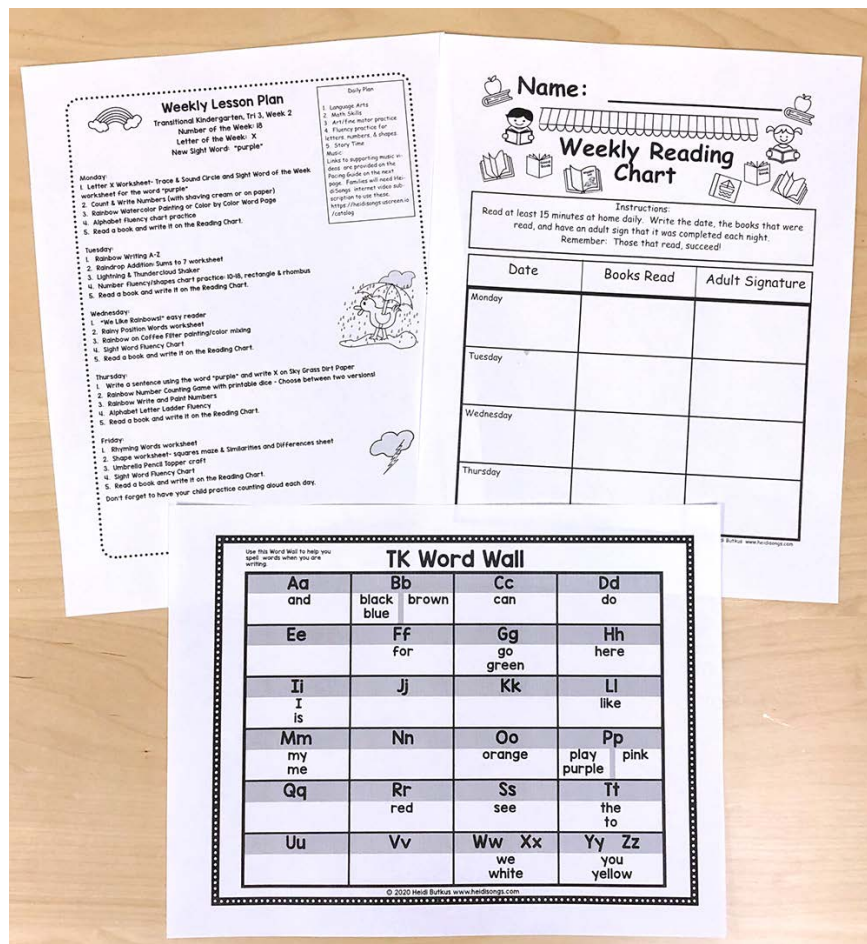 Weekly Lesson Plan
Transitional Kindergarten, Tri 3, Week 2
Number of the Week: 18
Letter of the Week: X
New Sight Word: "purple"
Daily Plan
1. Language Arts
2. Math Skills
3. Art/fine motor practice
4. Fluency practice for
letters, numbers, & shapes.
5. Story Time
Music:
Links to supporting music vi-
deos are provided on the
Pacing Guide on the next
page. Families will need Hei-
diSongs internet video sub-
scription to use these.
https://heidisongs.uscreen.io
/catalog
Monday:
1. Letter X Worksheet- Trace & Sound Circle and Sight Word of the Week
worksheet for the word "purple"
2. Count & Write Numbers (with shaving cream or on paper)
3. Rainbow Watercolor Painting or Color by Color Word Page
4. Alphabet Fluency chart practice
5. Read a book and write it on the Reading Chart.
Tuesday:
1. Rainbow Writing A-Z
2. Raindrop Addition: Sums to 7 worksheet
3. Lightning & Thundercloud Shaker
4. Number Fluency/shapes chart practice: 10-18, rectangle & rhombus
5. Read a book and write it on the Reading Chart.
Wednesday:
1. "We Like Rainbows!" easy reader
2. Rainy Position Words worksheet
3. Rainbow on Coffee Filter painting/color mixing
4. Sight Word Fluency Chart
5. Read a book and write it on the Reading Chart.
Thursday:
1. Write a sentence using the word "purple" and write X on Sky Grass Dirt Paper
2. Rainbow Number Counting Game with printable dice - Choose between two versions!
3. Rainbow Write and Paint Numbers
4. Alphabet Letter Ladder Fluency
5. Read a book and write it on the Reading Chart.
Friday:
1. Rhyming Words worksheet
2. Shape worksheet- squares maze & Similarities and Differences sheet
3. Umbrella Pencil Topper craft
4. Sight Word Fluency Chart
5. Read a book and write it on the Reading Chart.
Don't forget to have your child practice counting aloud each day.
Name:
Weekly Reading
Chart
Instructions:
Read at least 15 minutes at home daily. Write the date, the books that were
read, and have an adult sign that it was completed each night.
Remember: Those that read, succeed!
Date Books Read Adult Signature
Monday
Tuesday
Wednesday
Thursday
Butkus www.heidisongs.com
Use this Word Wall to help you
spell words when you are
writing.
TK Word Wall
Aa Bb Cc Dd
and black brown can do
blue
Ee Ff Gg Hh
for go here
green
Ii Jj Kk Ll
I like
is
Mm Nn Oo Pp
my orange play pink
me purple
Qq Rr Ss Tt
red see the
to
Uu Vv Ww Xx Yy Zz
we you
white yellow
© 2020 Heidi Butkus www.heidisongs.com